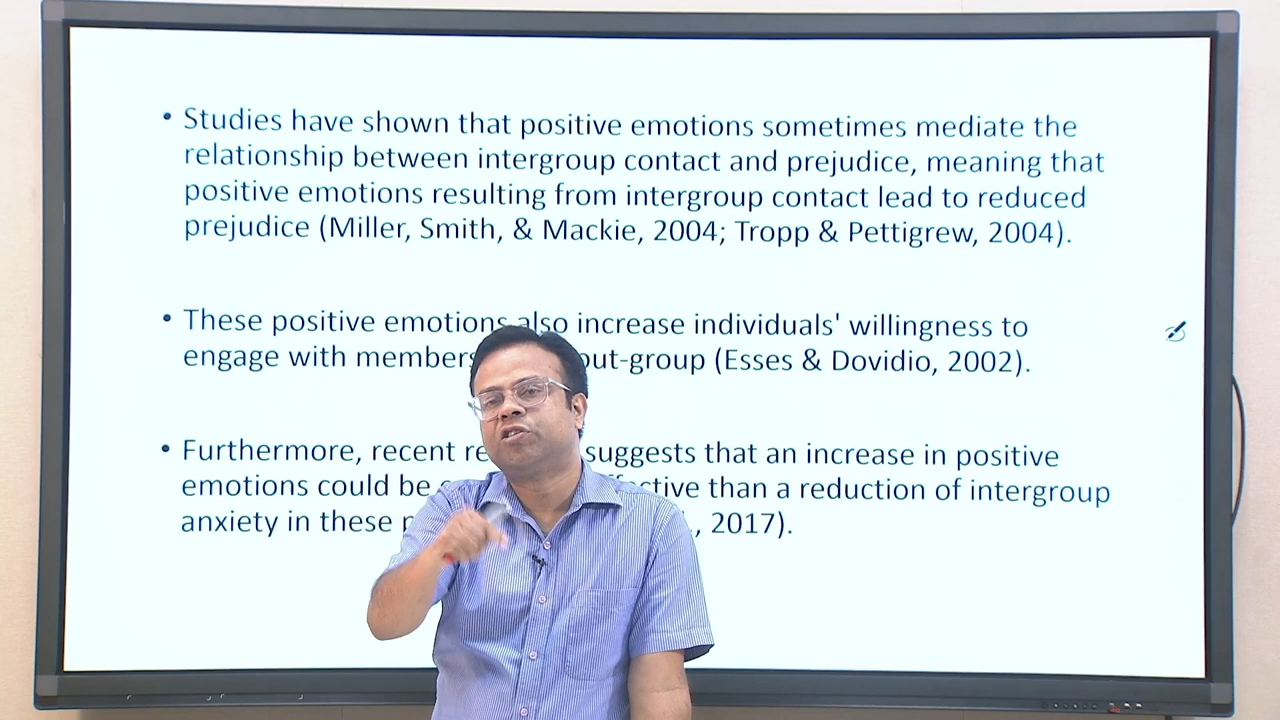 • Studies have shown that positive emotions sometimes mediate the
relationship between intergroup contact and prejudice, meaning that
positive emotions resulting from intergroup contact lead to reduced
prejudice (Miller, Smith, & Mackie, 2004; Tropp & Pettigrew, 2004).
• These positive emotions also increase individuals' willingness to
engage with members out-group (Esses & Dovidio, 2002).
• Furthermore, recent suggests that an increase in positive
emotions could be than a reduction of intergroup
anxiety in these , 2017).